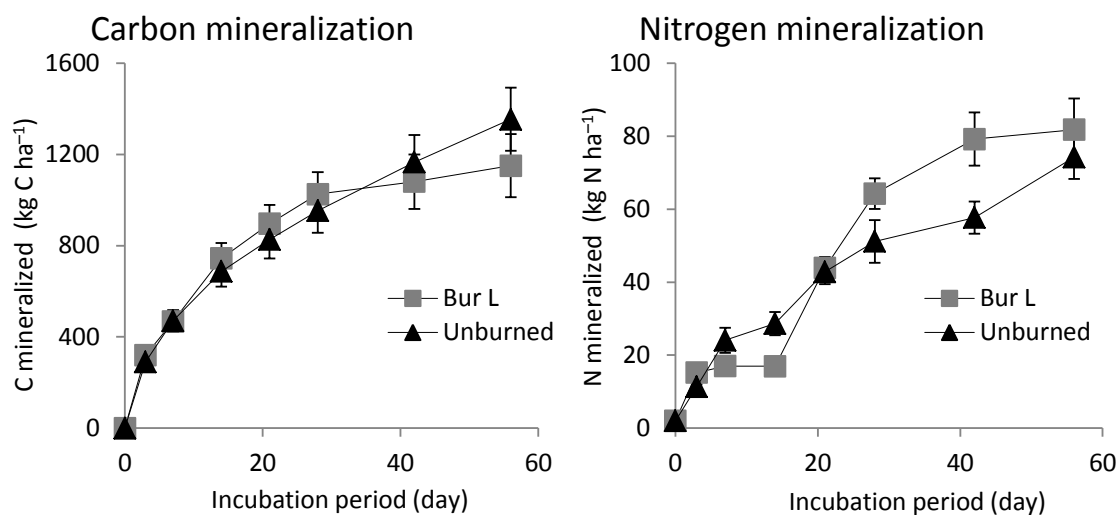 Carbon mineralization
C mineralized (kg C ha⁻¹)
1600
1200
800
400
0
0 20 40 60
Incubation period (day)
Bur L
Unburned
Nitrogen mineralization
N mineralized (kg N ha⁻¹)
100
80
60
40
20
0
0 20 40 60
Incubation period (day)
Bur L
Unburned